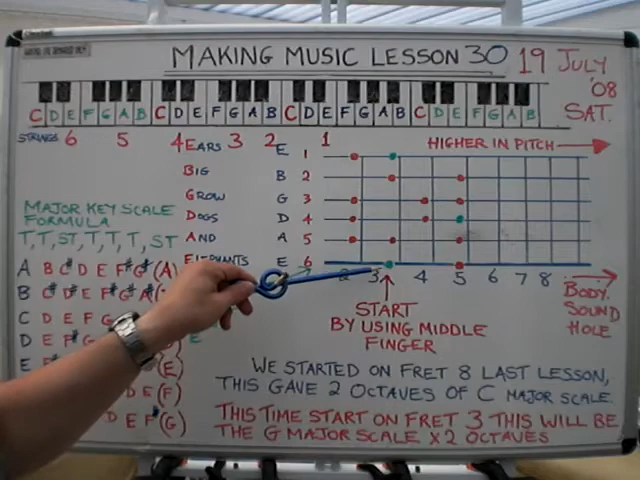 MAKING MUSIC LESSON 30 19 JULY '08 SAT.
C D E F G A B C D E F G A B C D E F G A B C D E F G A B
STRINGS 6 5 4 3 2 1
EARS
BIG
GROW
DOGS
AND
ELEPHANTS
E 1
B 2
G 3
D 4
A 5
E 6
HIGHER IN PITCH
2 3 4 5 6 7 8
BODY. SOUND HOLE
START
BY USING MIDDLE
FINGER
MAJOR KEY SCALE
FORMULA
T, T, ST, T, T, T, ST
A B C# D E F# G# (A)
B C# D# E F# G# A#
C D E F G
D E F#
E
(E)
D E (F)
D E F# (G)
WE STARTED ON FRET 8 LAST LESSON,
THIS GAVE 2 OCTAVES OF C MAJOR SCALE.
THIS TIME START ON FRET 3 THIS WILL BE
THE G MAJOR SCALE X2 OCTAVES